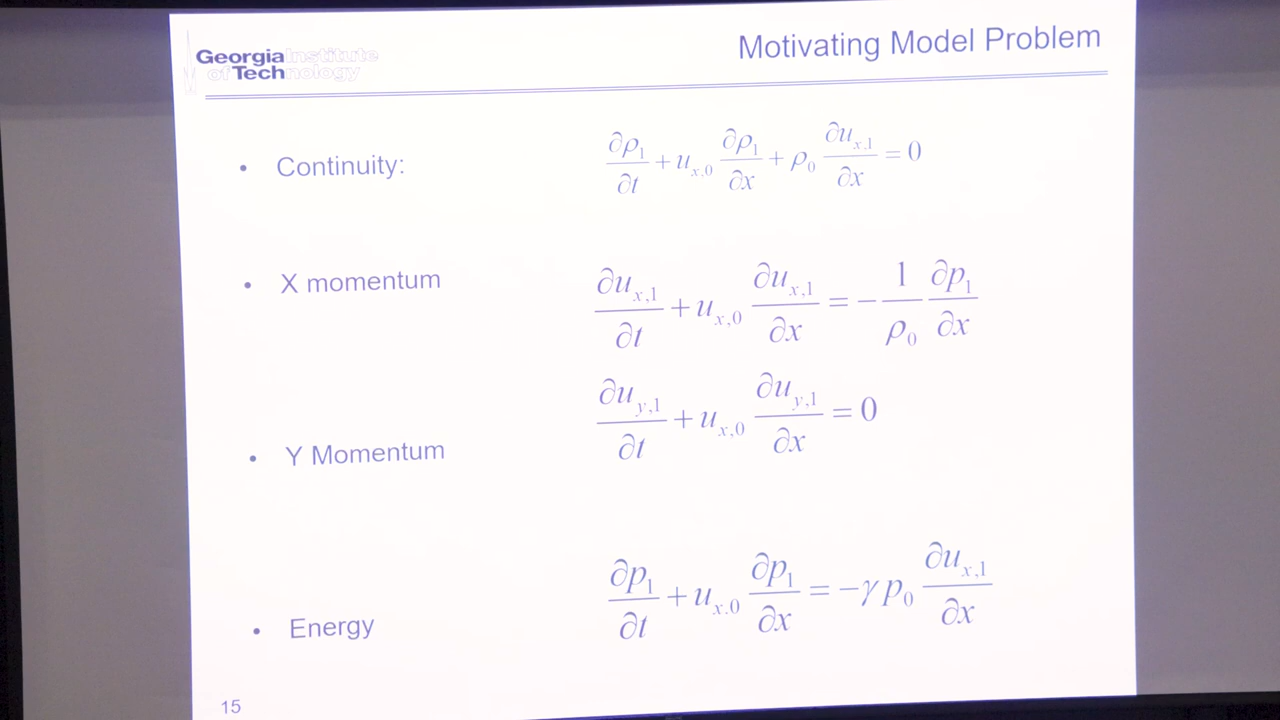 Georgia Institute
of Technology
Motivating Model Problem
• Continuity: ∂ρ₁/∂t + u_{x,0} ∂ρ₁/∂x + ρ₀ ∂u_{x,1}/∂x = 0
• X momentum ∂u_{x,1}/∂t + u_{x,0} ∂u_{x,1}/∂x = −1/ρ₀ ∂p₁/∂x
• Y Momentum ∂u_{y,1}/∂t + u_{x,0} ∂u_{y,1}/∂x = 0
• Energy ∂p₁/∂t + u_{x,0} ∂p₁/∂x = −γ p₀ ∂u_{x,1}/∂x
15